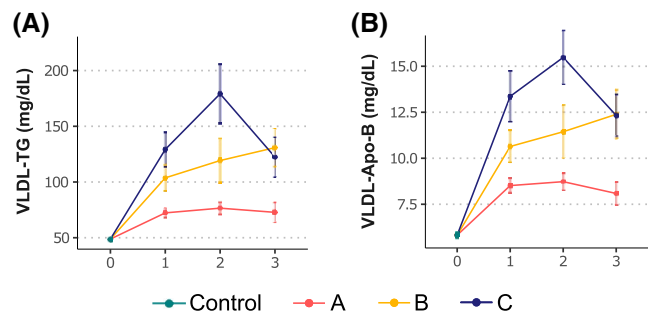 (A)
VLDL-TG (mg/dL)
200
150
100
50
0 1 2 3
(B)
VLDL-Apo-B (mg/dL)
15.0
12.5
10.0
7.5
0 1 2 3
Control A B C